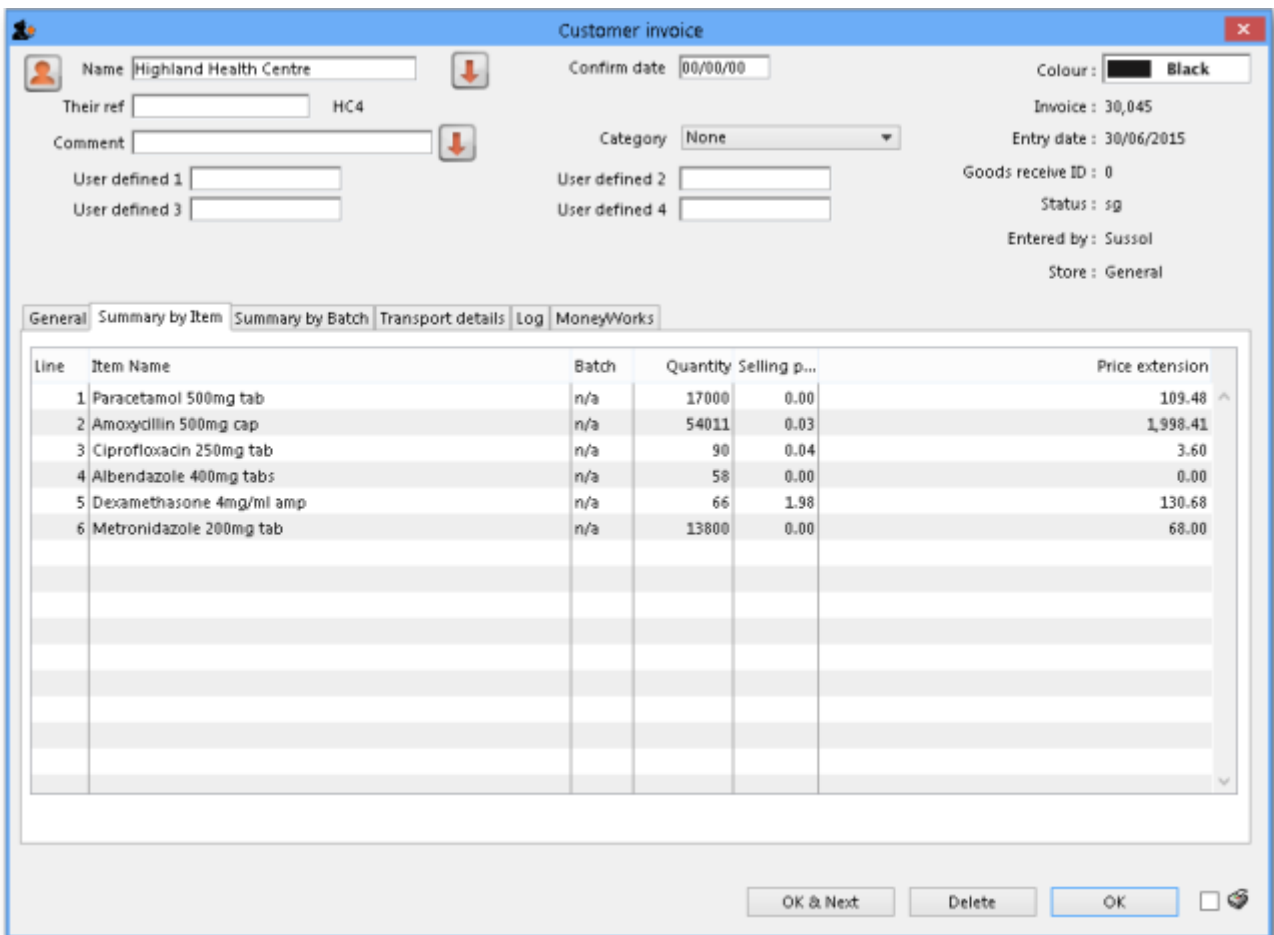 Customer invoice
Name Highland Health Centre Confirm date 00/00/00 Colour : Black
Their ref HC4 Invoice : 30,045
Comment Category None Entry date : 30/06/2015
User defined 1 User defined 2 Goods receive ID : 0
User defined 3 User defined 4 Status : sg
Entered by : Sussol
Store : General
General Summary by Item Summary by Batch Transport details Log MoneyWorks
Line Item Name Batch Quantity Selling p... Price extension
1 Paracetamol 500mg tab n/a 17000 0.00 109.48
2 Amoxycillin 500mg cap n/a 54011 0.03 1,998.41
3 Ciprofloxacin 250mg tab n/a 90 0.04 3.60
4 Albendazole 400mg tabs n/a 58 0.00 0.00
5 Dexamethasone 4mg/ml amp n/a 66 1.98 130.68
6 Metronidazole 200mg tab n/a 13800 0.00 68.00
OK & Next Delete OK